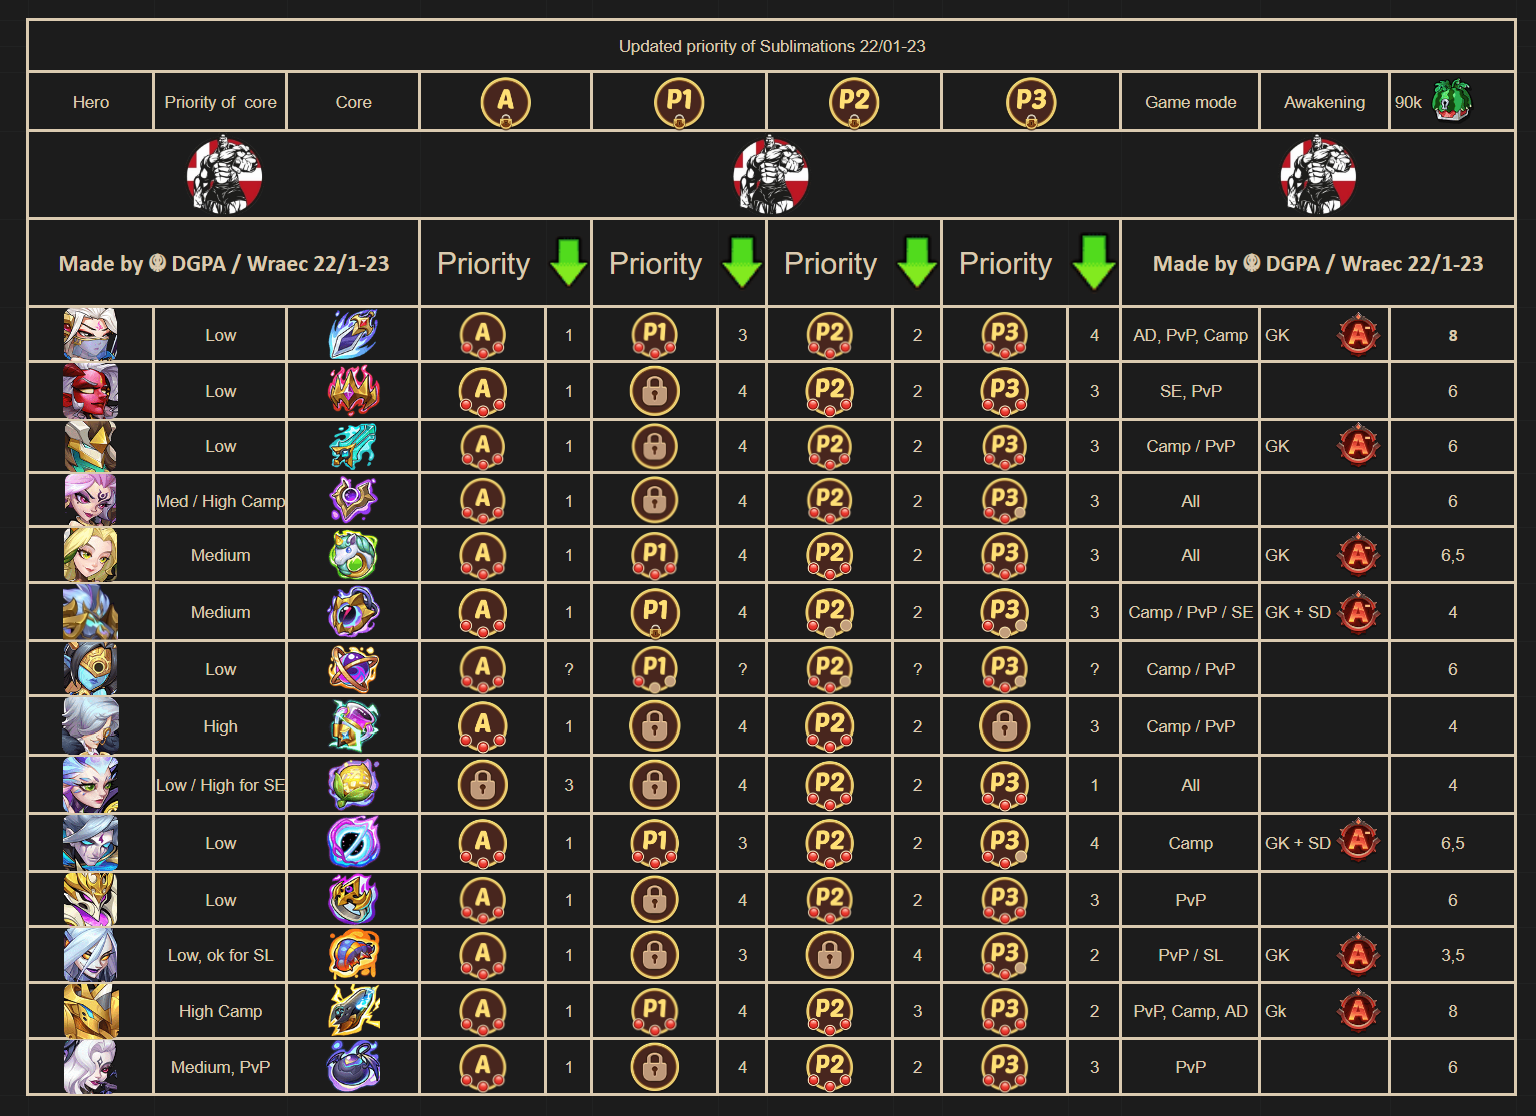 Updated priority of Sublimations 22/01-23
Hero Priority of core Core A P1 P2 P3 Game mode Awakening 90k
Made by DGPA / Wraec 22/1-23 Priority Priority Priority Priority Made by DGPA / Wraec 22/1-23
Low A 1 P1 3 P2 2 P3 4 AD, PvP, Camp GK A- 8
Low A 1 4 P2 2 P3 3 SE, PvP 6
Low A 1 4 P2 2 P3 3 Camp / PvP GK A- 6
Med / High Camp A 1 4 P2 2 P3 3 All 6
Medium A 1 P1 4 P2 2 P3 3 All GK A- 6,5
Medium A 1 P1 4 P2 2 P3 3 Camp / PvP / SE GK + SD A- 4
Low A ? P1 ? P2 ? P3 ? Camp / PvP 6
High A 1 4 P2 2 3 Camp / PvP 4
Low / High for SE 3 4 P2 2 P3 1 All 4
Low A 1 P1 3 P2 2 P3 4 Camp GK + SD A- 6,5
Low A 1 4 P2 2 P3 3 PvP 6
Low, ok for SL A 1 3 4 P3 2 PvP / SL GK A- 3,5
High Camp A 1 P1 4 P2 3 P3 2 PvP, Camp, AD Gk A- 8
Medium, PvP A 1 4 P2 2 P3 3 PvP 6